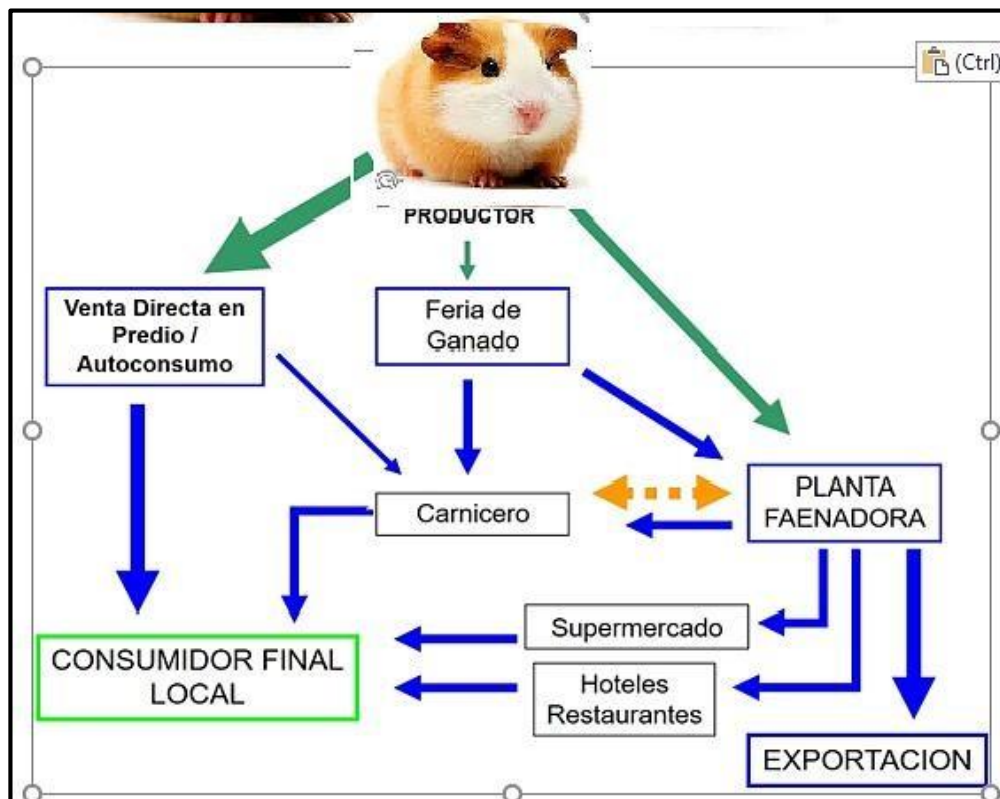 (Ctrl)
PRODUCTOR
Venta Directa en
Predio /
Autoconsumo
Feria de
Ganado
PLANTA
FAENADORA
Carnicero
Supermercado
CONSUMIDOR FINAL
LOCAL
Hoteles
Restaurantes
EXPORTACION